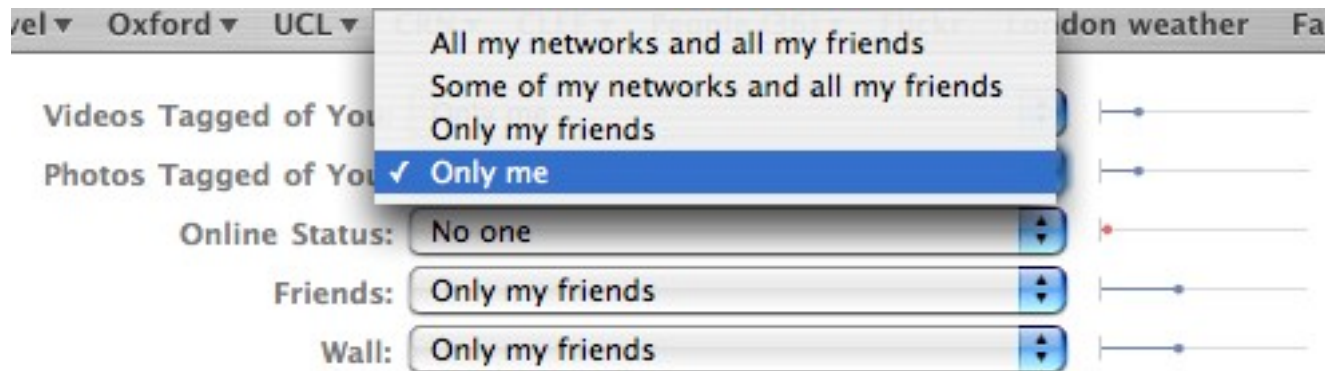 vel ▾ Oxford ▾ UCL ▾ London weather Fa
All my networks and all my friends
Some of my networks and all my friends
Videos Tagged of You
Only my friends
Photos Tagged of You ✓ Only me
Online Status: No one
Friends: Only my friends
Wall: Only my friends